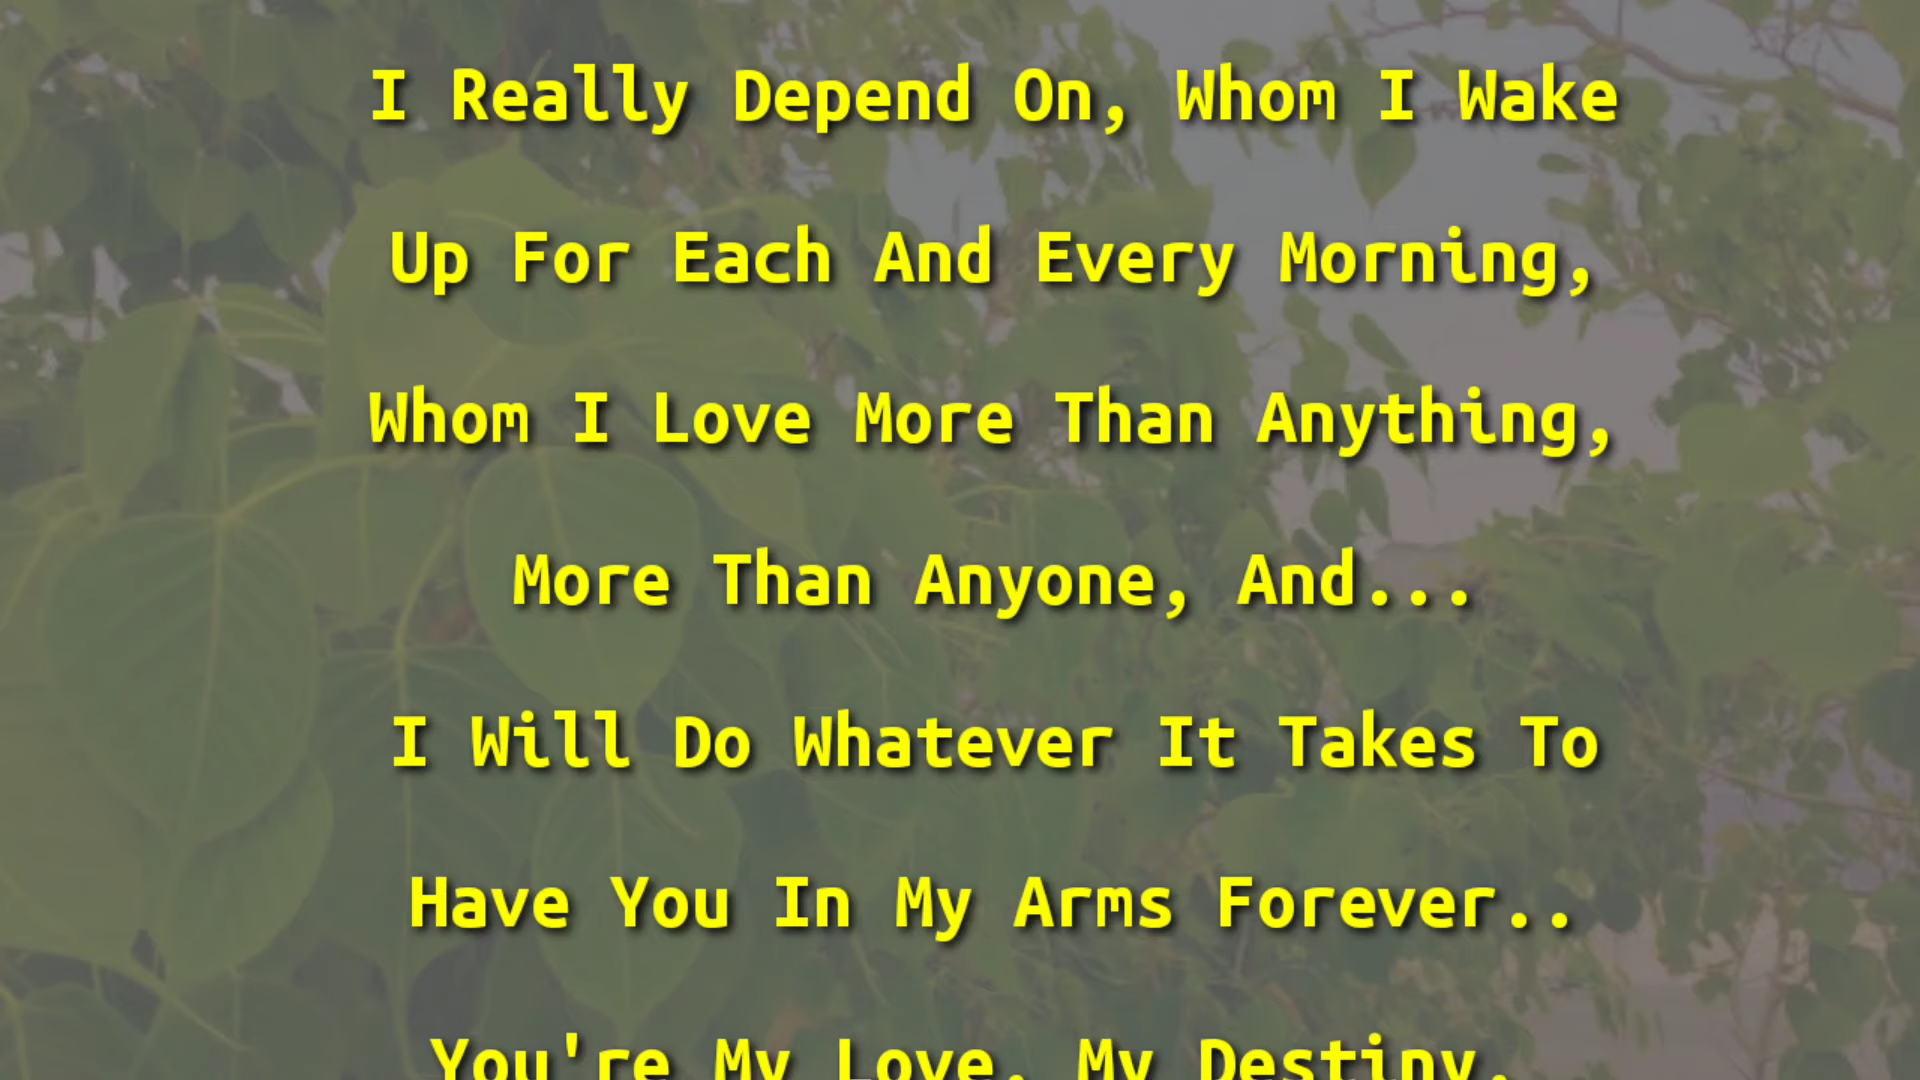 I Really Depend On, Whom I Wake
Up For Each And Every Morning,
Whom I Love More Than Anything,
More Than Anyone, And...
I Will Do Whatever It Takes To
Have You In My Arms Forever..
You're My Love, My Destiny,